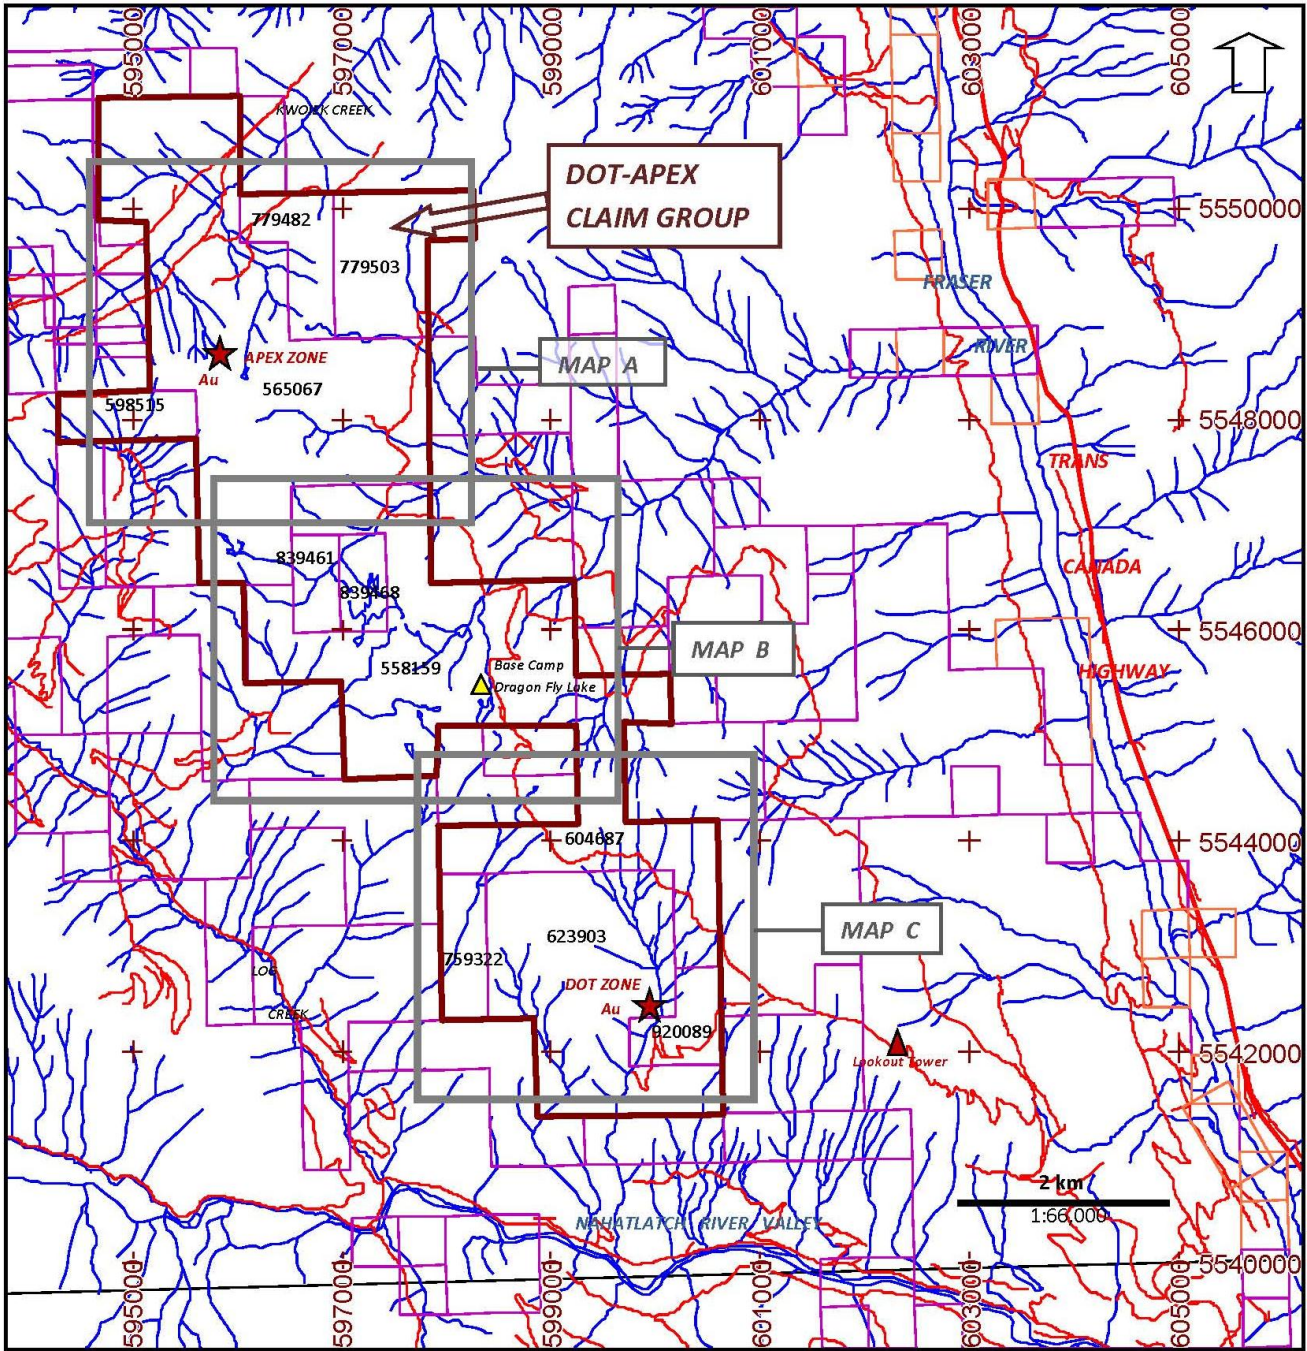 595000
597000
599000
601000
603000
605000
KWOIEK CREEK
DOT-APEX
CLAIM GROUP
779482
779503
5550000
FRASER
RIVER
MAP A
APEX ZONE
Au
565067
598515
5548000
TRANS
CANADA
HIGHWAY
839461
839468
5546000
MAP B
558159
Base Camp
Dragon Fly Lake
604687
5544000
MAP C
623903
759322
LOG
CREEK
DOT ZONE
Au
920089
Lookout Tower
5542000
2 km
1:66,000
NAHATLATCH RIVER VALLEY
5540000
595000
597000
599000
601000
603000
605000